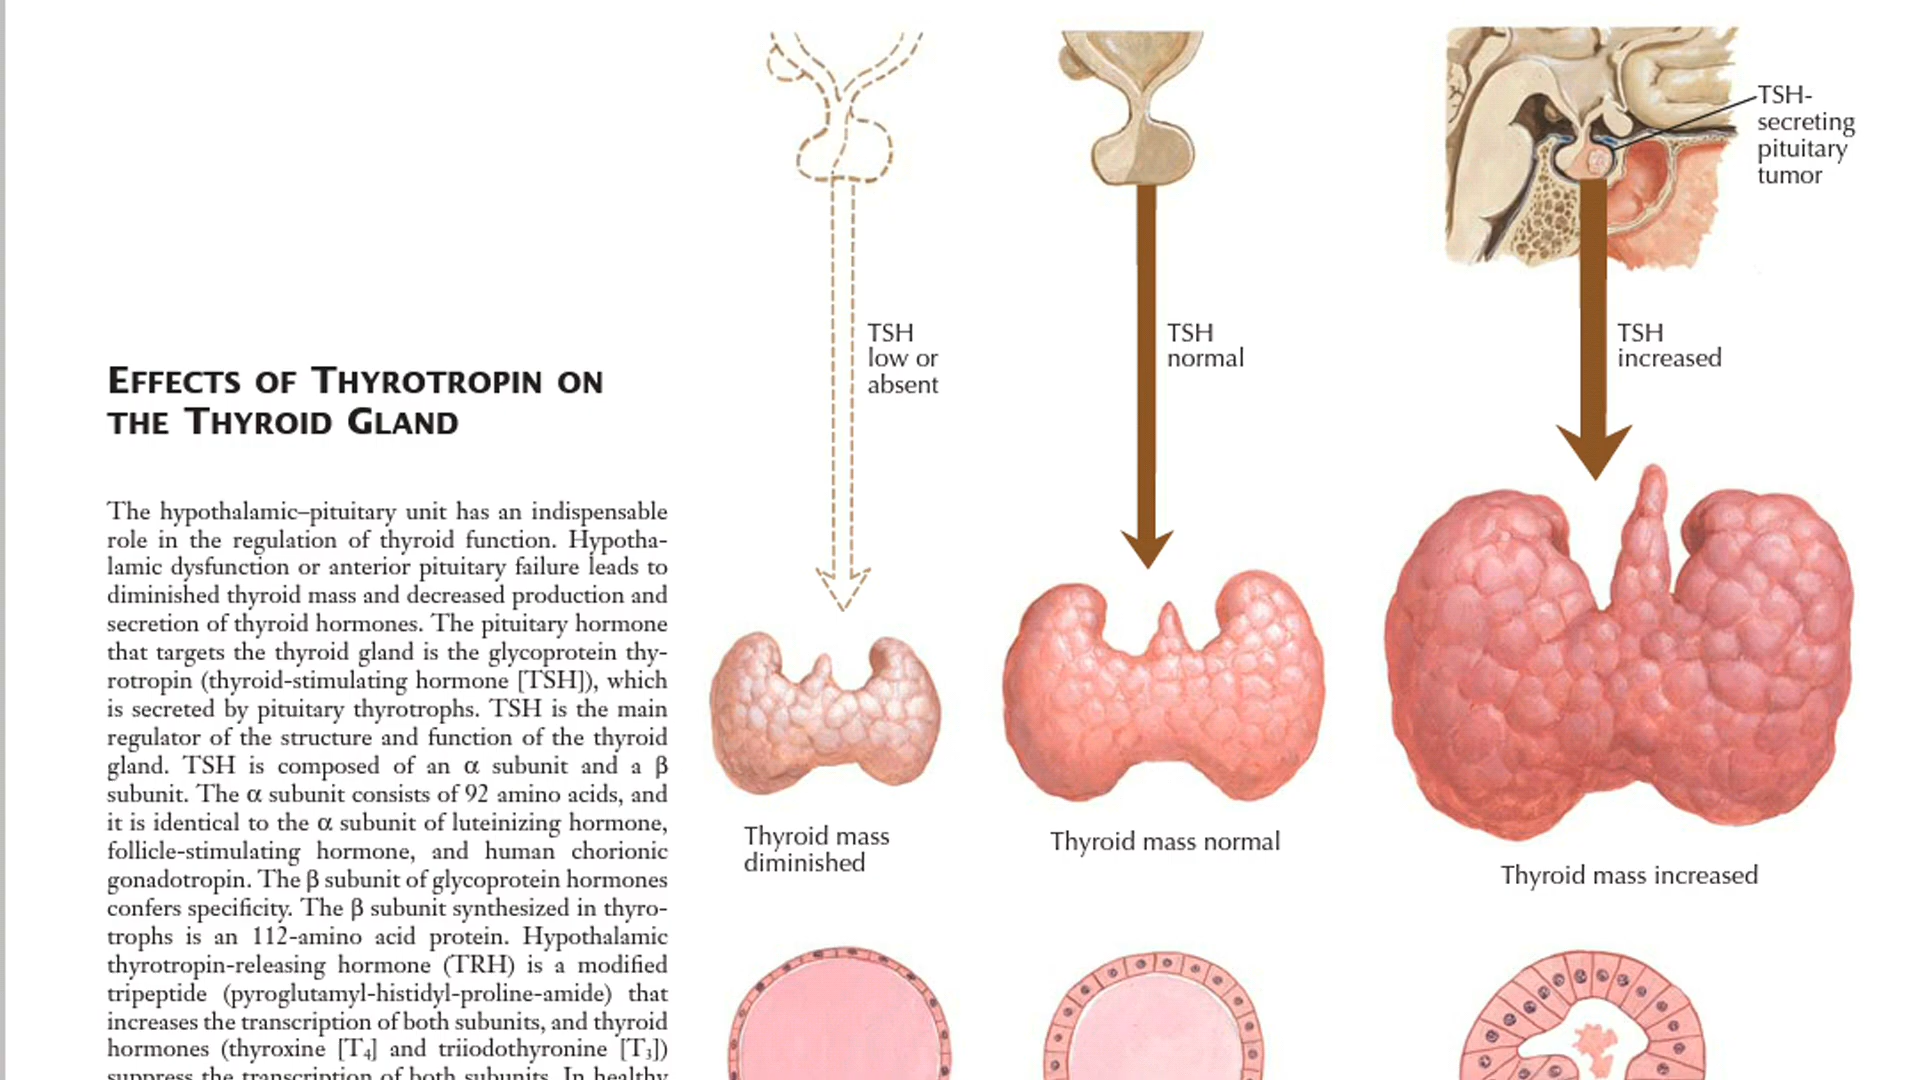 EFFECTS OF THYROTROPIN ON
THE THYROID GLAND
The hypothalamic–pituitary unit has an indispensable
role in the regulation of thyroid function. Hypotha-
lamic dysfunction or anterior pituitary failure leads to
diminished thyroid mass and decreased production and
secretion of thyroid hormones. The pituitary hormone
that targets the thyroid gland is the glycoprotein thy-
rotropin (thyroid-stimulating hormone [TSH]), which
is secreted by pituitary thyrotrophs. TSH is the main
regulator of the structure and function of the thyroid
gland. TSH is composed of an α subunit and a β
subunit. The α subunit consists of 92 amino acids, and
it is identical to the α subunit of luteinizing hormone,
follicle-stimulating hormone, and human chorionic
gonadotropin. The β subunit of glycoprotein hormones
confers specificity. The β subunit synthesized in thyro-
trophs is an 112-amino acid protein. Hypothalamic
thyrotropin-releasing hormone (TRH) is a modified
tripeptide (pyroglutamyl-histidyl-proline-amide) that
increases the transcription of both subunits, and thyroid
hormones (thyroxine [T₄] and triiodothyronine [T₃])
suppress the transcription of both subunits. In healthy
TSH
low or
absent
Thyroid mass
diminished
TSH
normal
Thyroid mass normal
TSH-
secreting
pituitary
tumor
TSH
increased
Thyroid mass increased